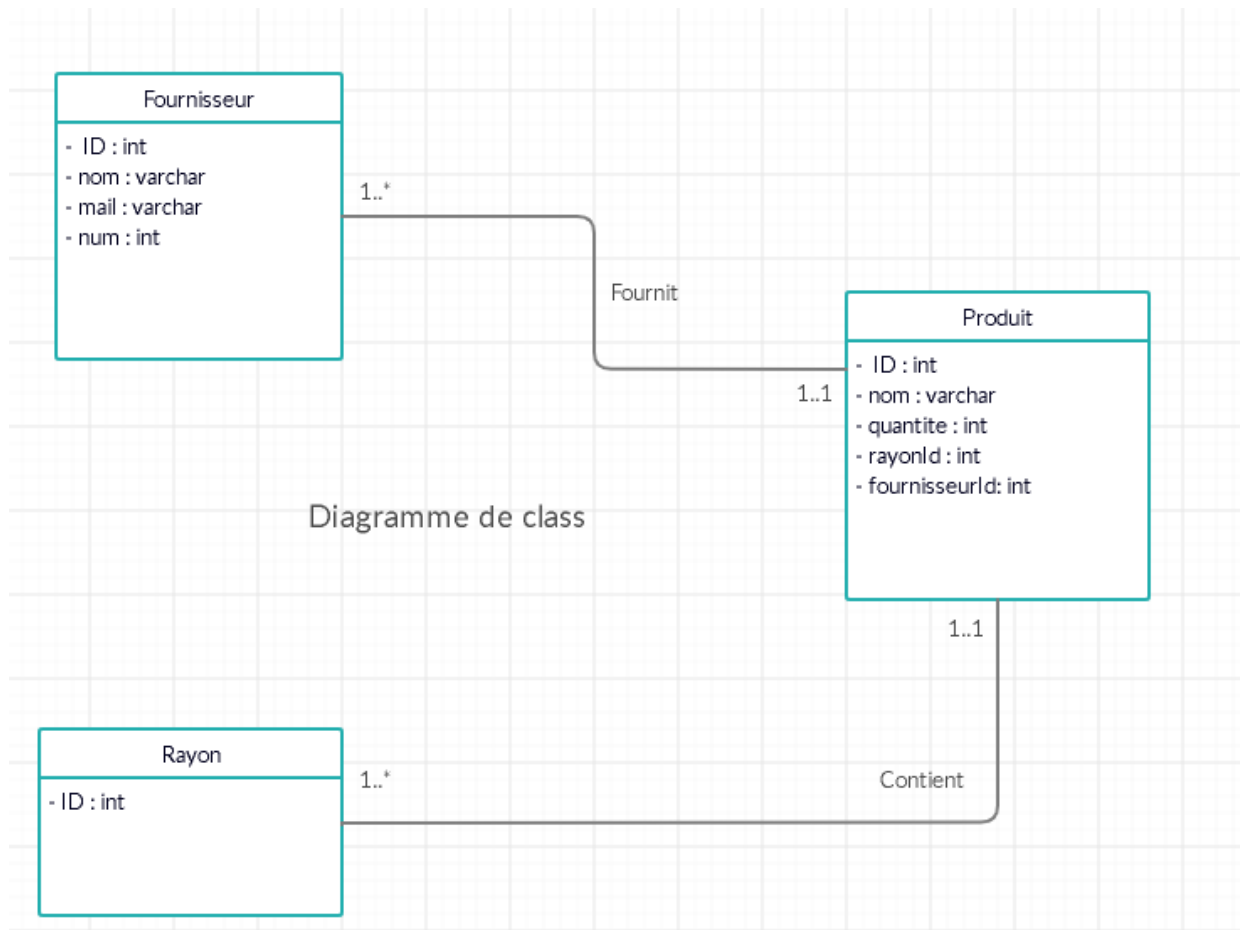 Fournisseur
- ID : int
- nom : varchar
- mail : varchar
- num : int
1..*
Fournit
1..1
Produit
- ID : int
- nom : varchar
- quantite : int
- rayonId : int
- fournisseurId: int
Diagramme de class
1..1
Rayon
- ID : int
1..*
Contient